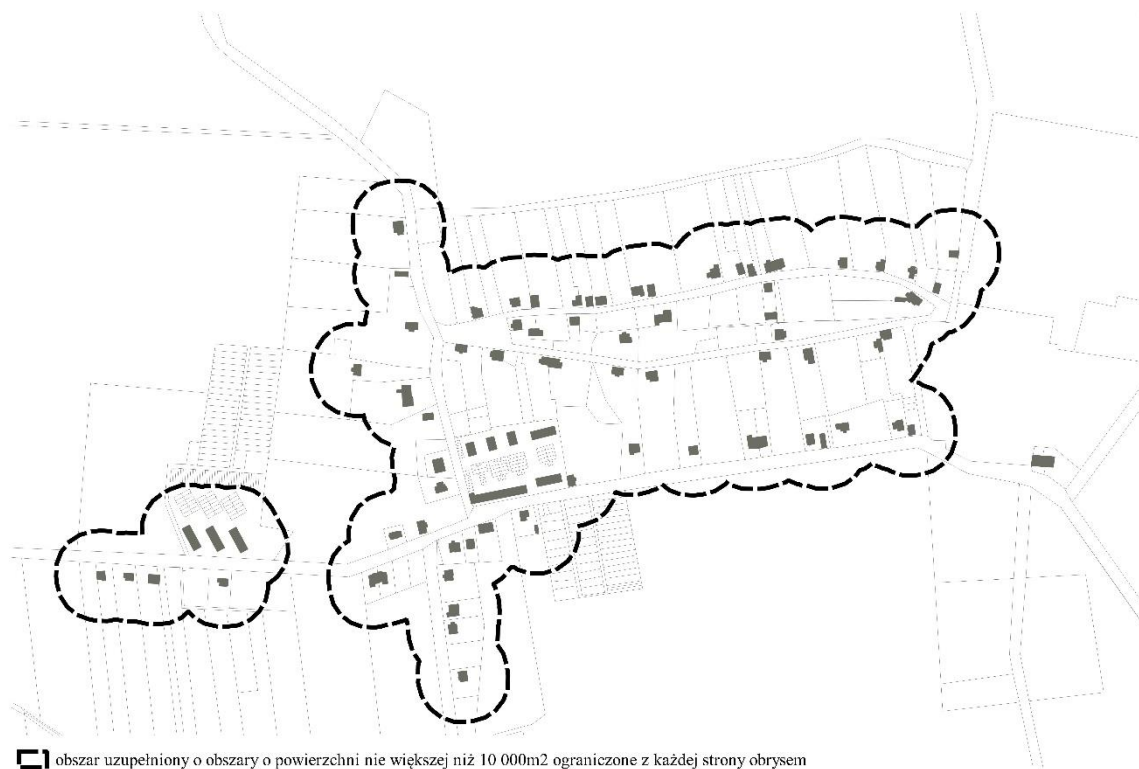 obszar uzupełniony o obszary o powierzchni nie większej niż 10 000m2 ograniczone z każdej strony obrysem